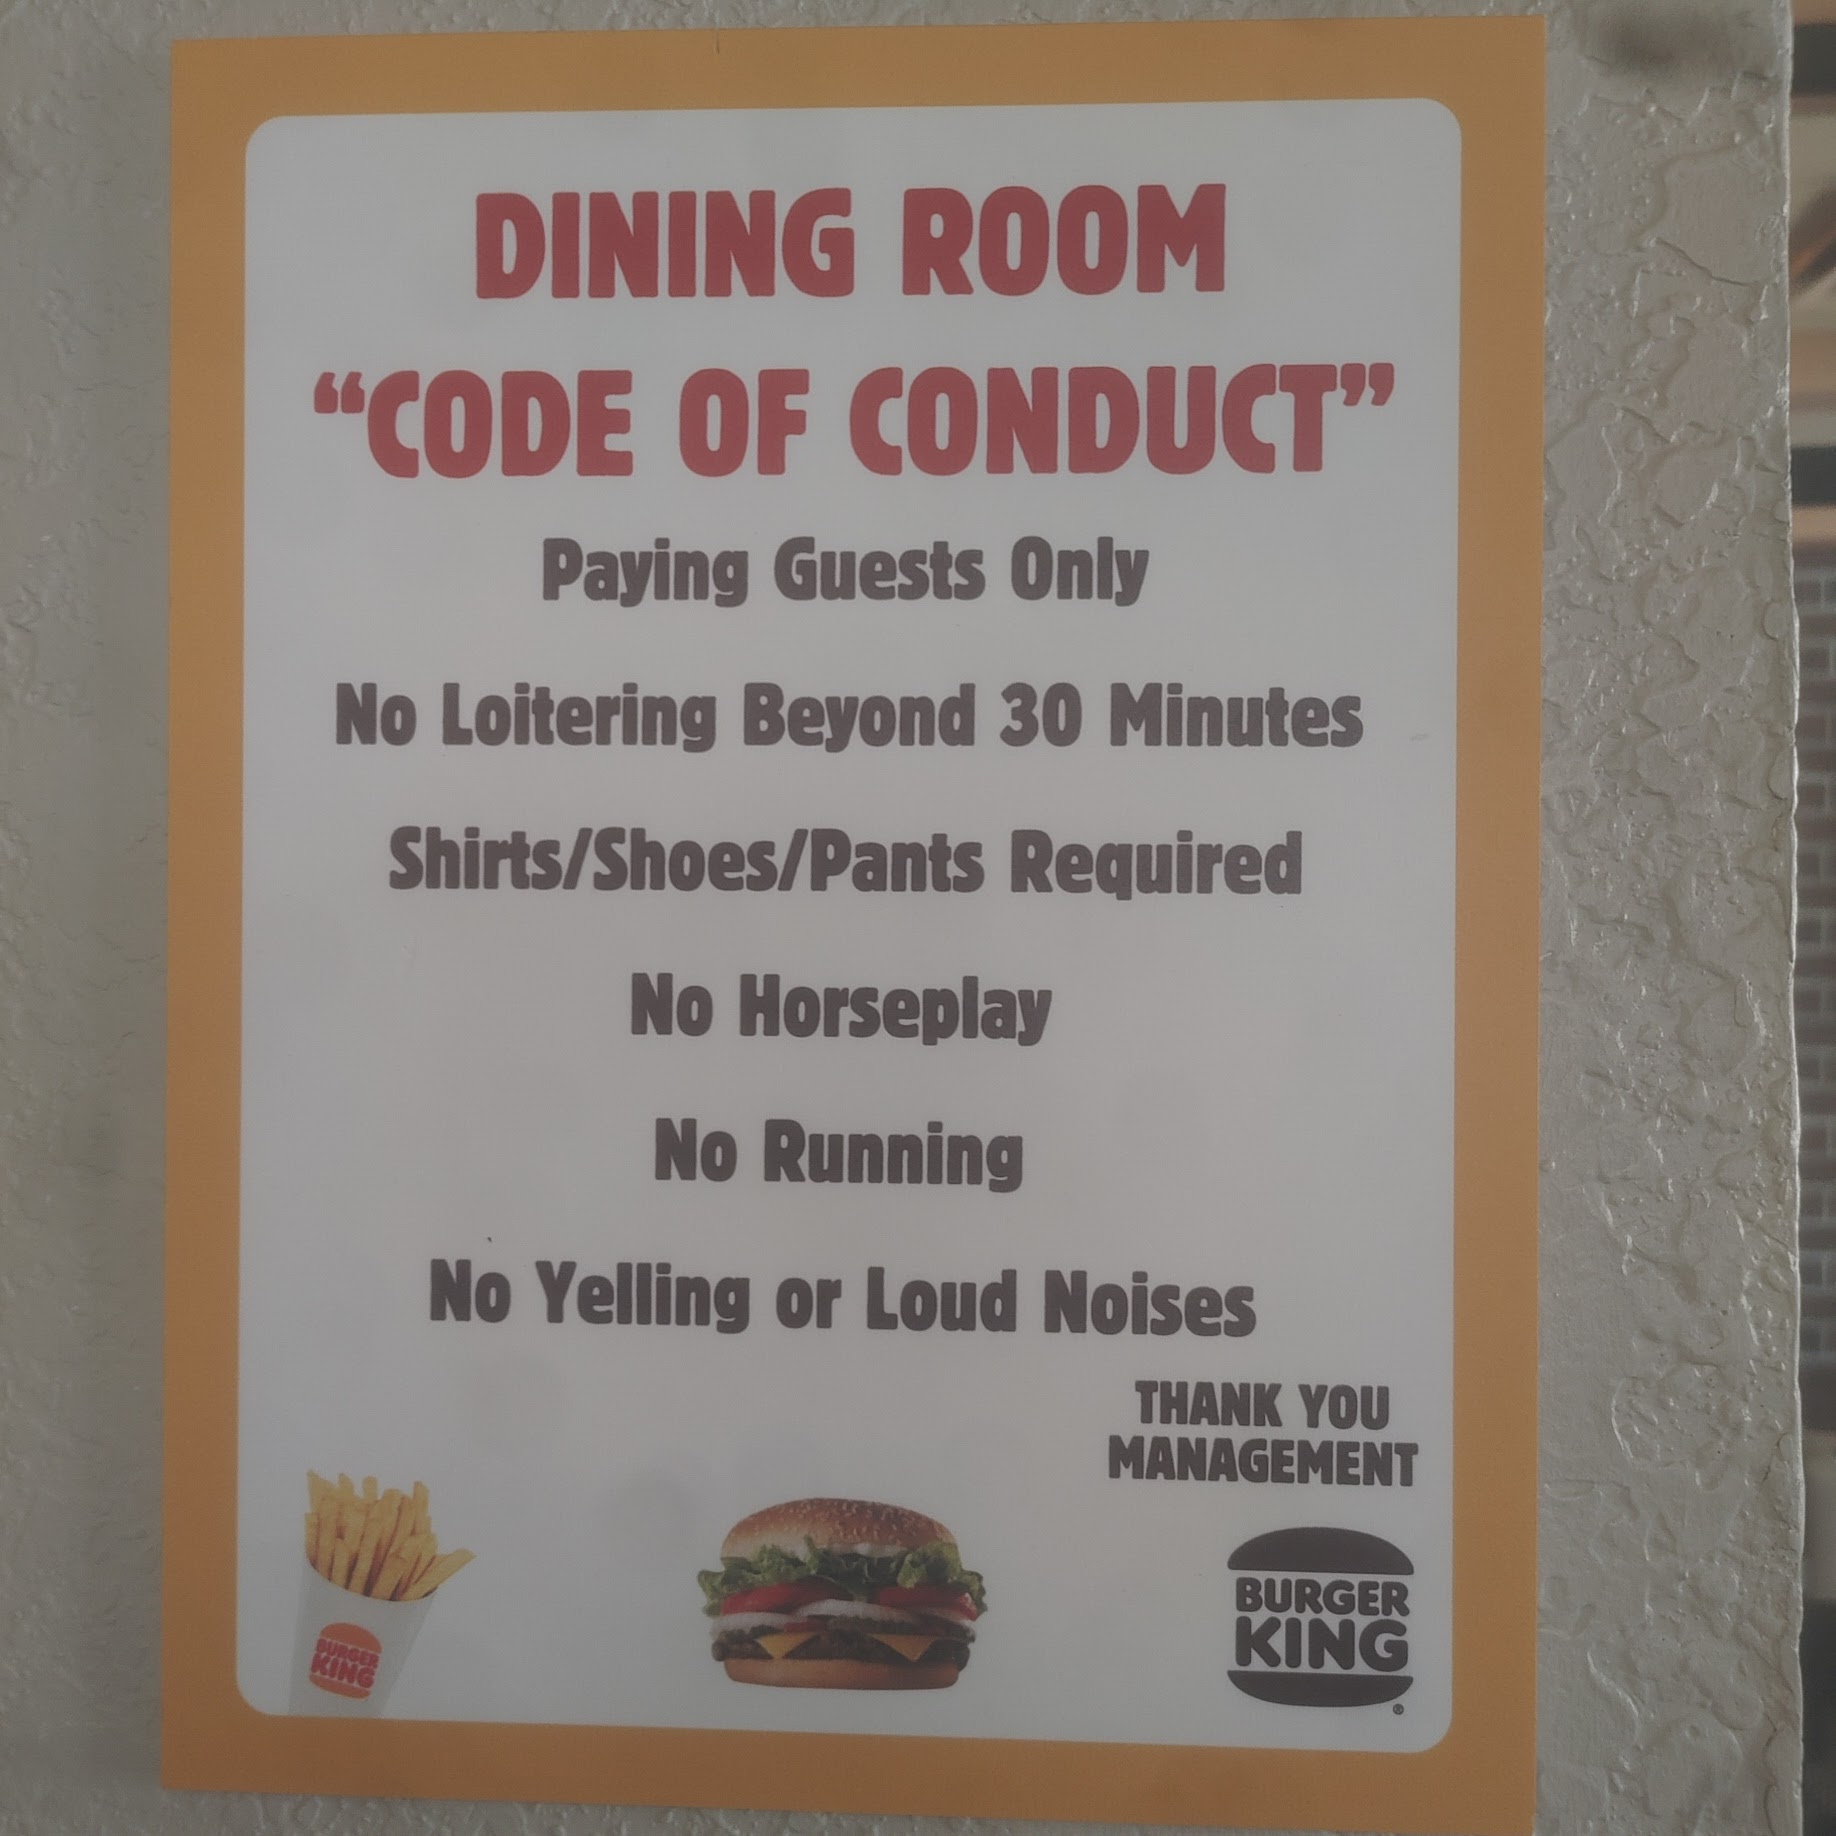 DINING ROOM
“CODE OF CONDUCT”
Paying Guests Only
No Loitering Beyond 30 Minutes
Shirts/Shoes/Pants Required
No Horseplay
No Running
No Yelling or Loud Noises
THANK YOU
MANAGEMENT
BURGER
KING
BURGER
KING
®